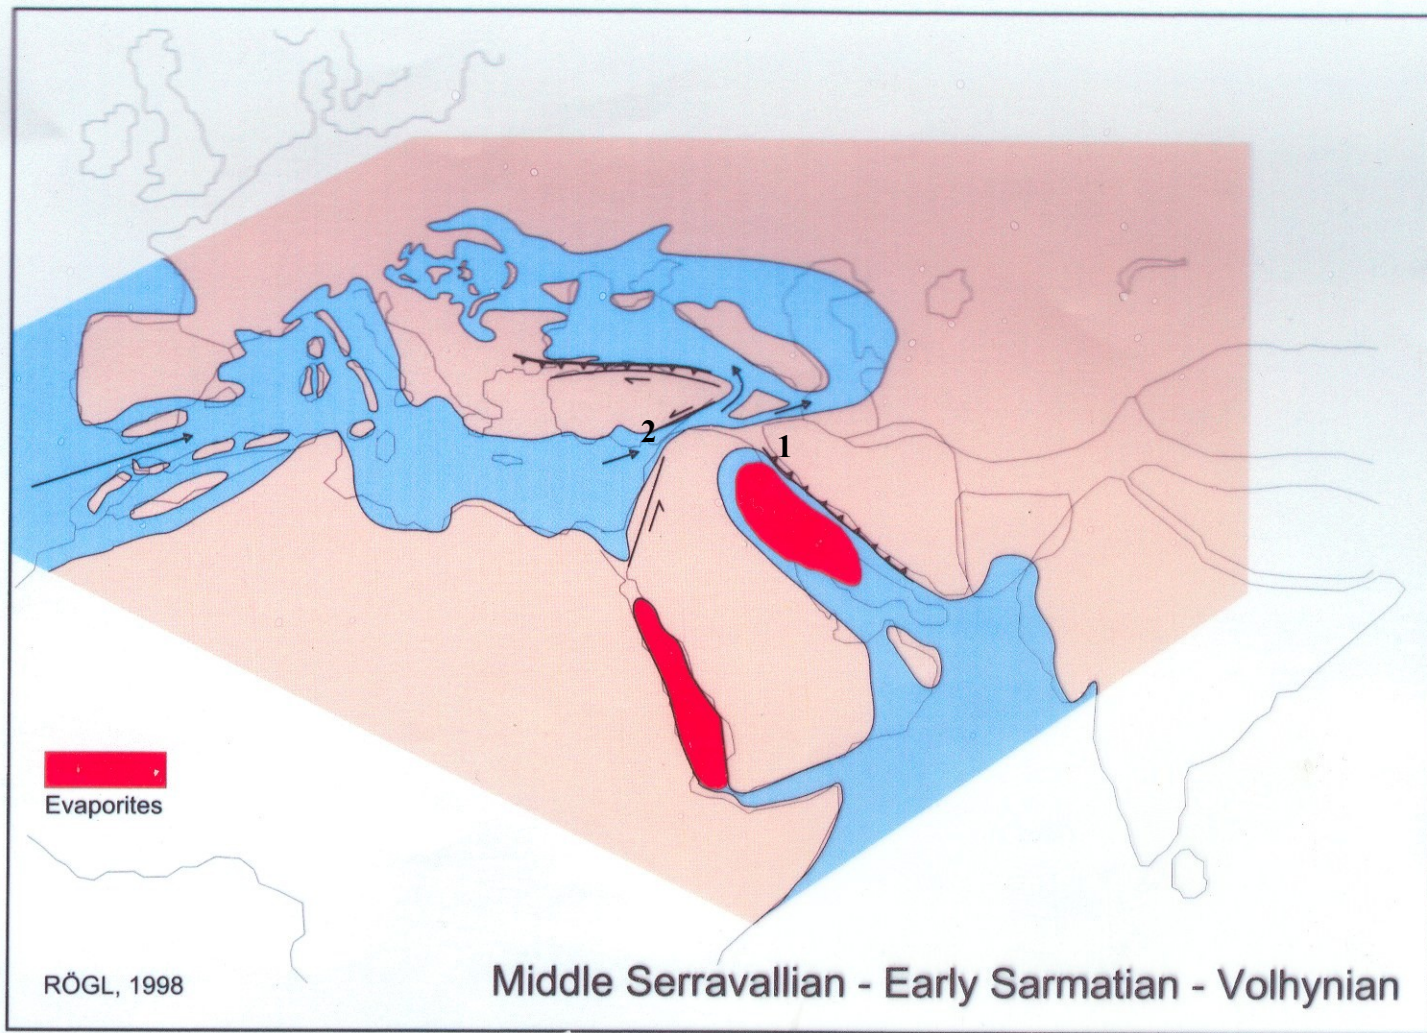 2
1
Evaporites
RÖGL, 1998
Middle Serravallian - Early Sarmatian - Volhynian